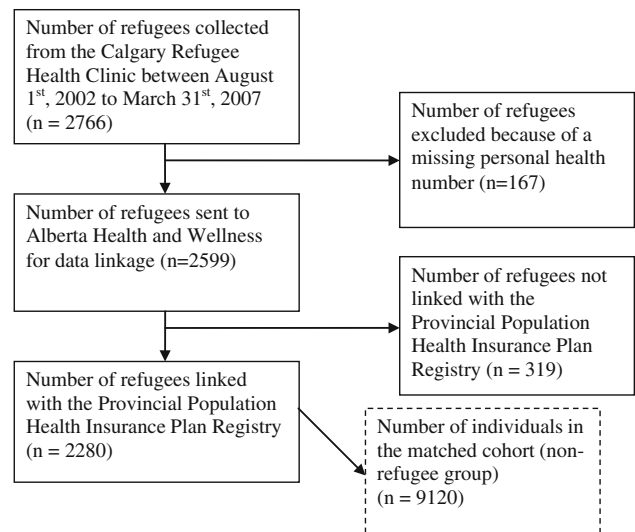 Number of refugees collected
from the Calgary Refugee
Health Clinic between August
1st, 2002 to March 31st, 2007
(n = 2766)
Number of refugees
excluded because of a
missing personal health
number (n=167)
Number of refugees sent to
Alberta Health and Wellness
for data linkage (n=2599)
Number of refugees not
linked with the
Provincial Population
Health Insurance Plan
Registry (n = 319)
Number of refugees linked
with the Provincial Population
Health Insurance Plan Registry
(n = 2280)
Number of individuals in
the matched cohort (non-
refugee group)
(n = 9120)